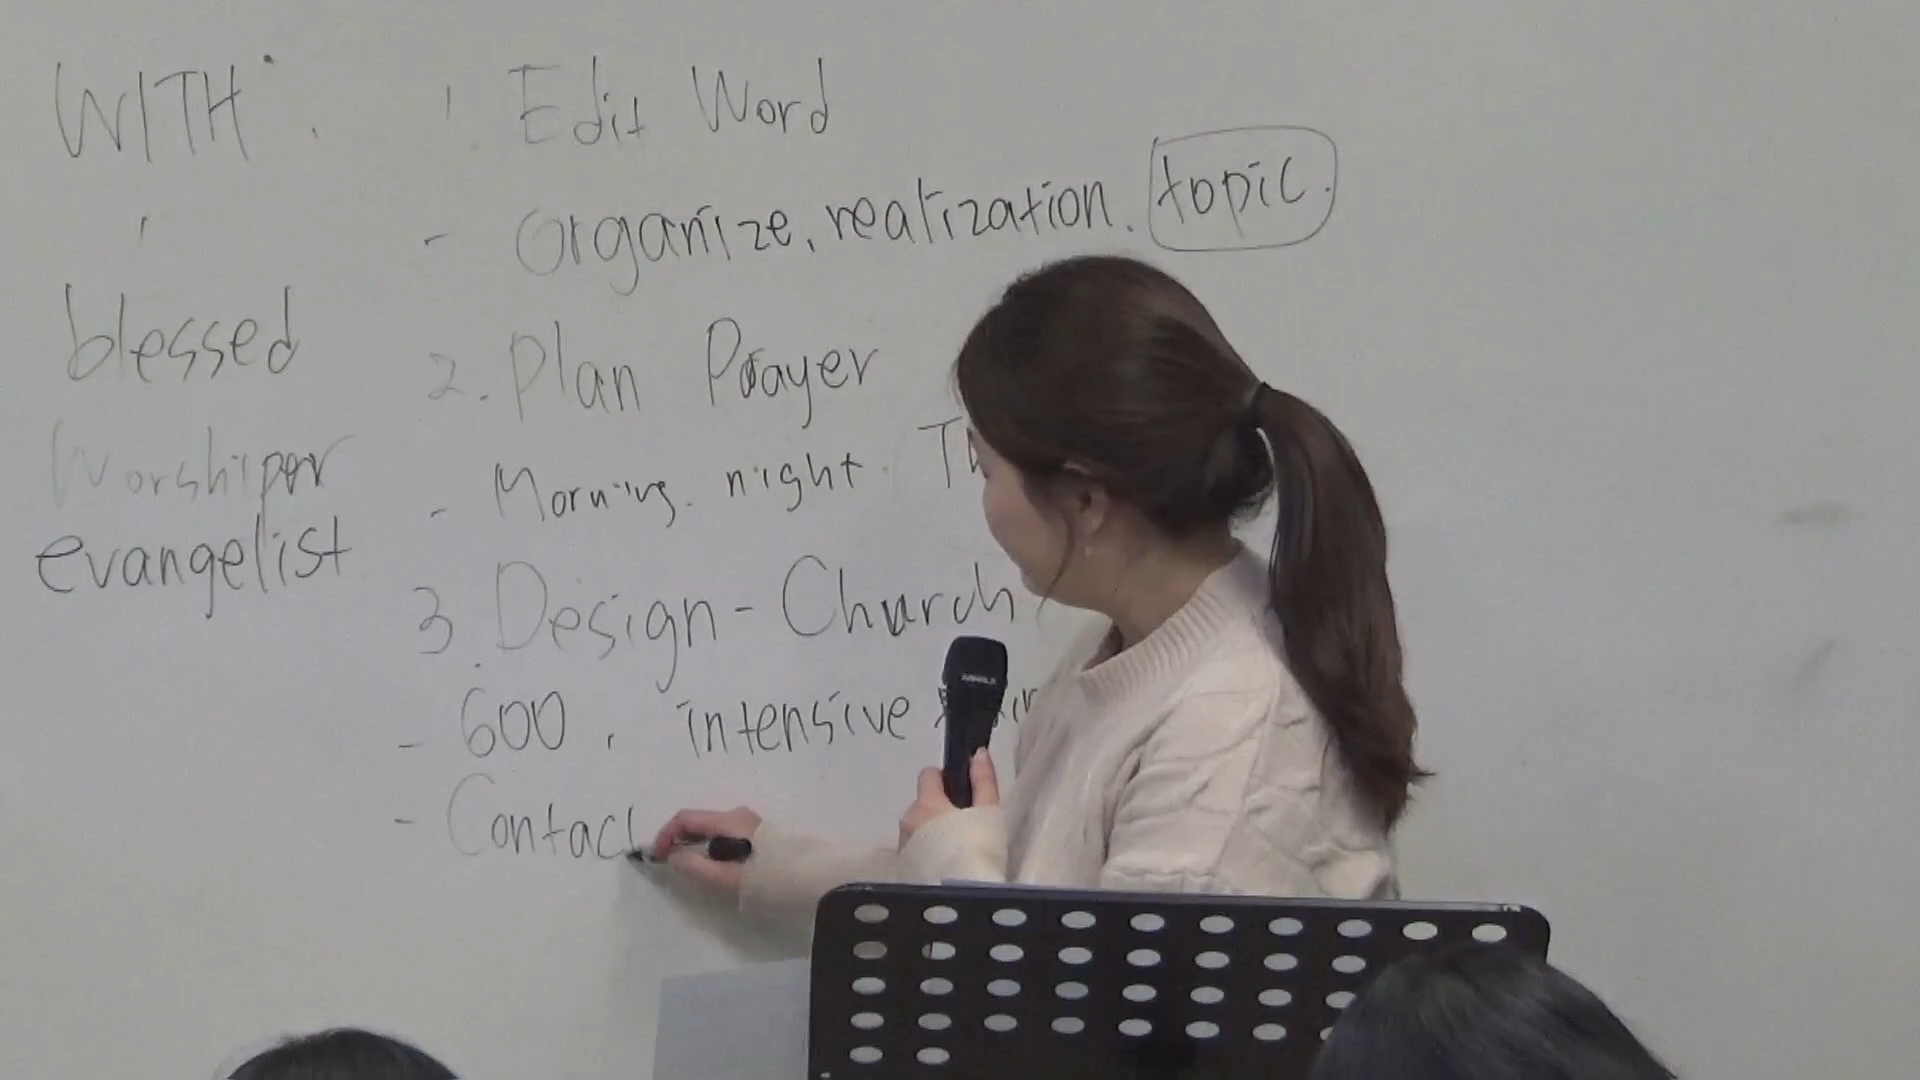 WITH
blessed
Worshiper
evangelist
1. Edit Word
- Organize, realization. topic.
2. Plan Prayer
- Morning. night.
3. Design - Church
- 600, intensive
- Contact